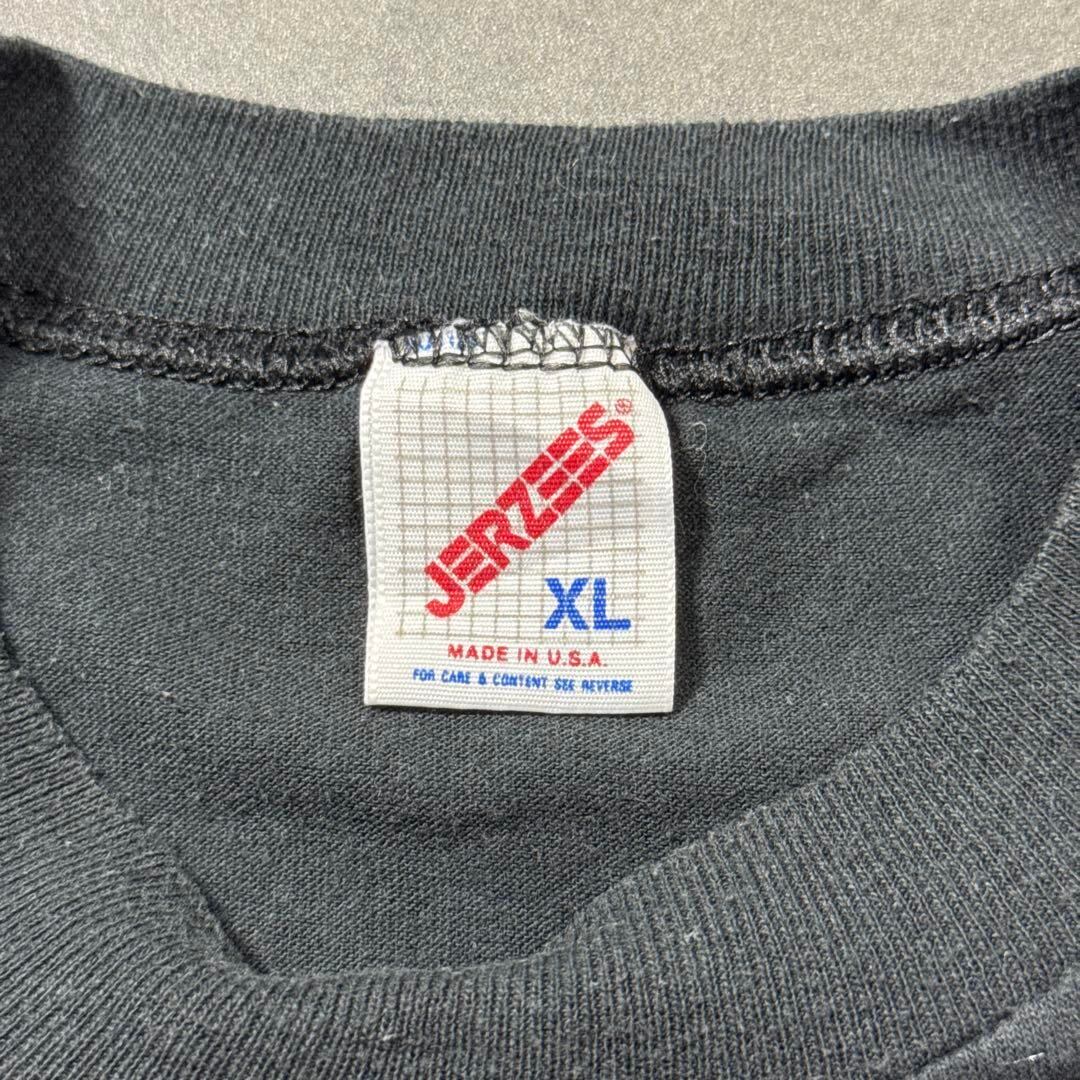 JERZEES®
XL
MADE IN U.S.A.
FOR CARE & CONTENT SEE REVERSE